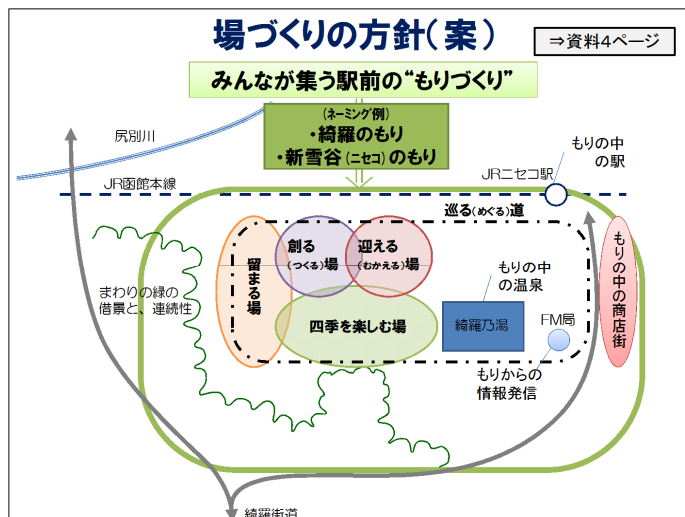 場づくりの方針(案)
⇒資料4ページ
みんなが集う駅前の“もりづくり”
(ネーミング例)
・綺羅のもり
・新雪谷(ニセコ)のもり
尻別川
JR函館本線
JRニセコ駅
もりの中
の駅
巡る(めぐる)道
創る
(つくる)場
迎える
(むかえる)場
留まる場
四季を楽しむ場
まわりの緑の
借景と、連続性
もりの中
の温泉
綺羅乃湯
FM局
もりからの
情報発信
もりの中の商店街
綺羅街道